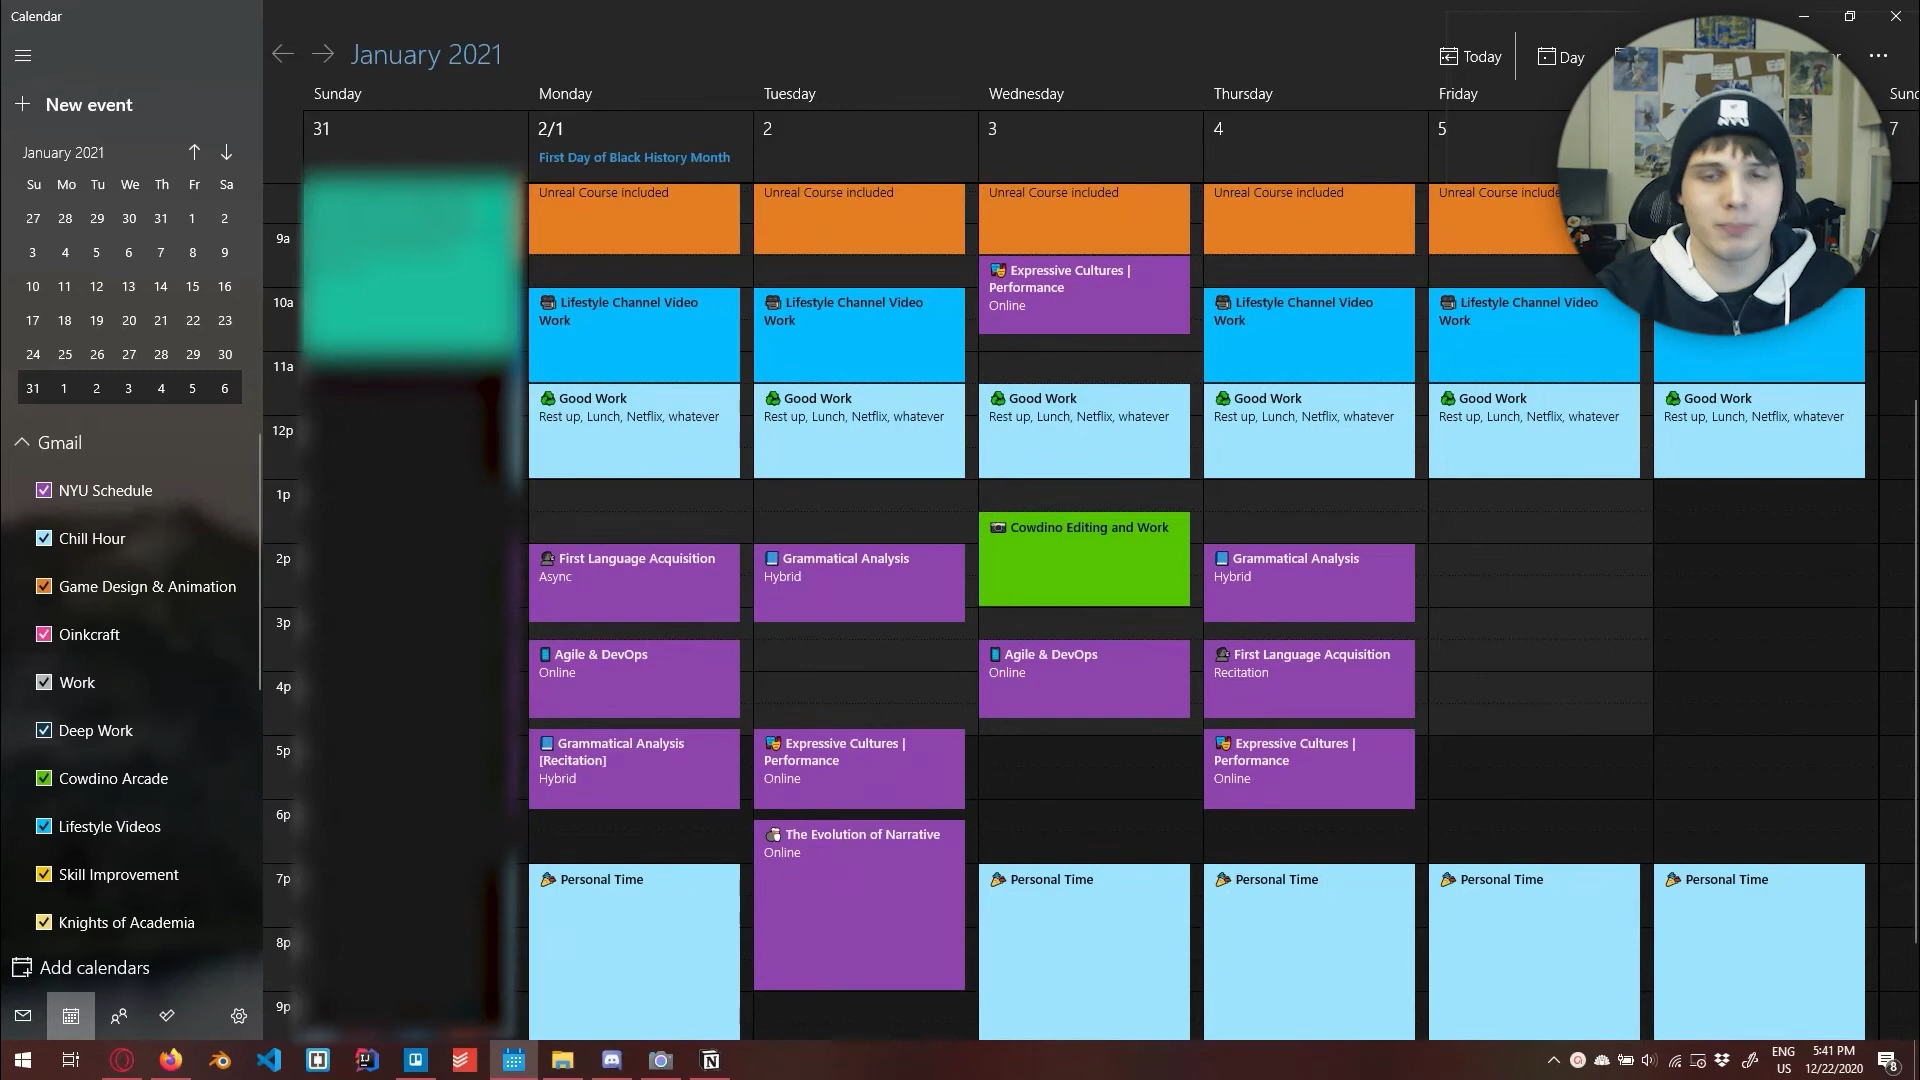 Calendar
January 2021
Today
Day
New event
Sunday
Monday
Tuesday
Wednesday
Thursday
Friday
31
2/1
2
3
4
5
7
First Day of Black History Month
January 2021
Su Mo Tu We Th Fr Sa
27 28 29 30 31 1 2
3 4 5 6 7 8 9
10 11 12 13 14 15 16
17 18 19 20 21 22 23
24 25 26 27 28 29 30
31 1 2 3 4 5 6
Gmail
NYU Schedule
Chill Hour
Game Design & Animation
Oinkcraft
Work
Deep Work
Cowdino Arcade
Lifestyle Videos
Skill Improvement
Knights of Academia
Add calendars
9a
10a
11a
12p
1p
2p
3p
4p
5p
6p
7p
8p
9p
Unreal Course included
Lifestyle Channel Video
Work
Good Work
Rest up, Lunch, Netflix, whatever
First Language Acquisition
Async
Agile & DevOps
Online
Grammatical Analysis
[Recitation]
Hybrid
Personal Time
Unreal Course included
Lifestyle Channel Video
Work
Good Work
Rest up, Lunch, Netflix, whatever
Grammatical Analysis
Hybrid
Expressive Cultures |
Performance
Online
The Evolution of Narrative
Online
Unreal Course included
Expressive Cultures |
Performance
Online
Good Work
Rest up, Lunch, Netflix, whatever
Cowdino Editing and Work
Agile & DevOps
Online
Personal Time
Unreal Course included
Lifestyle Channel Video
Work
Good Work
Rest up, Lunch, Netflix, whatever
Grammatical Analysis
Hybrid
First Language Acquisition
Recitation
Expressive Cultures |
Performance
Online
Personal Time
Unreal Course
Lifestyle Channel Video
Work
Good Work
Rest up, Lunch, Netflix, whatever
Personal Time
Good Work
Rest up, Lunch, Netflix, whatever
Personal Time
NYU
ENG
US
5:41 PM
12/22/2020
8